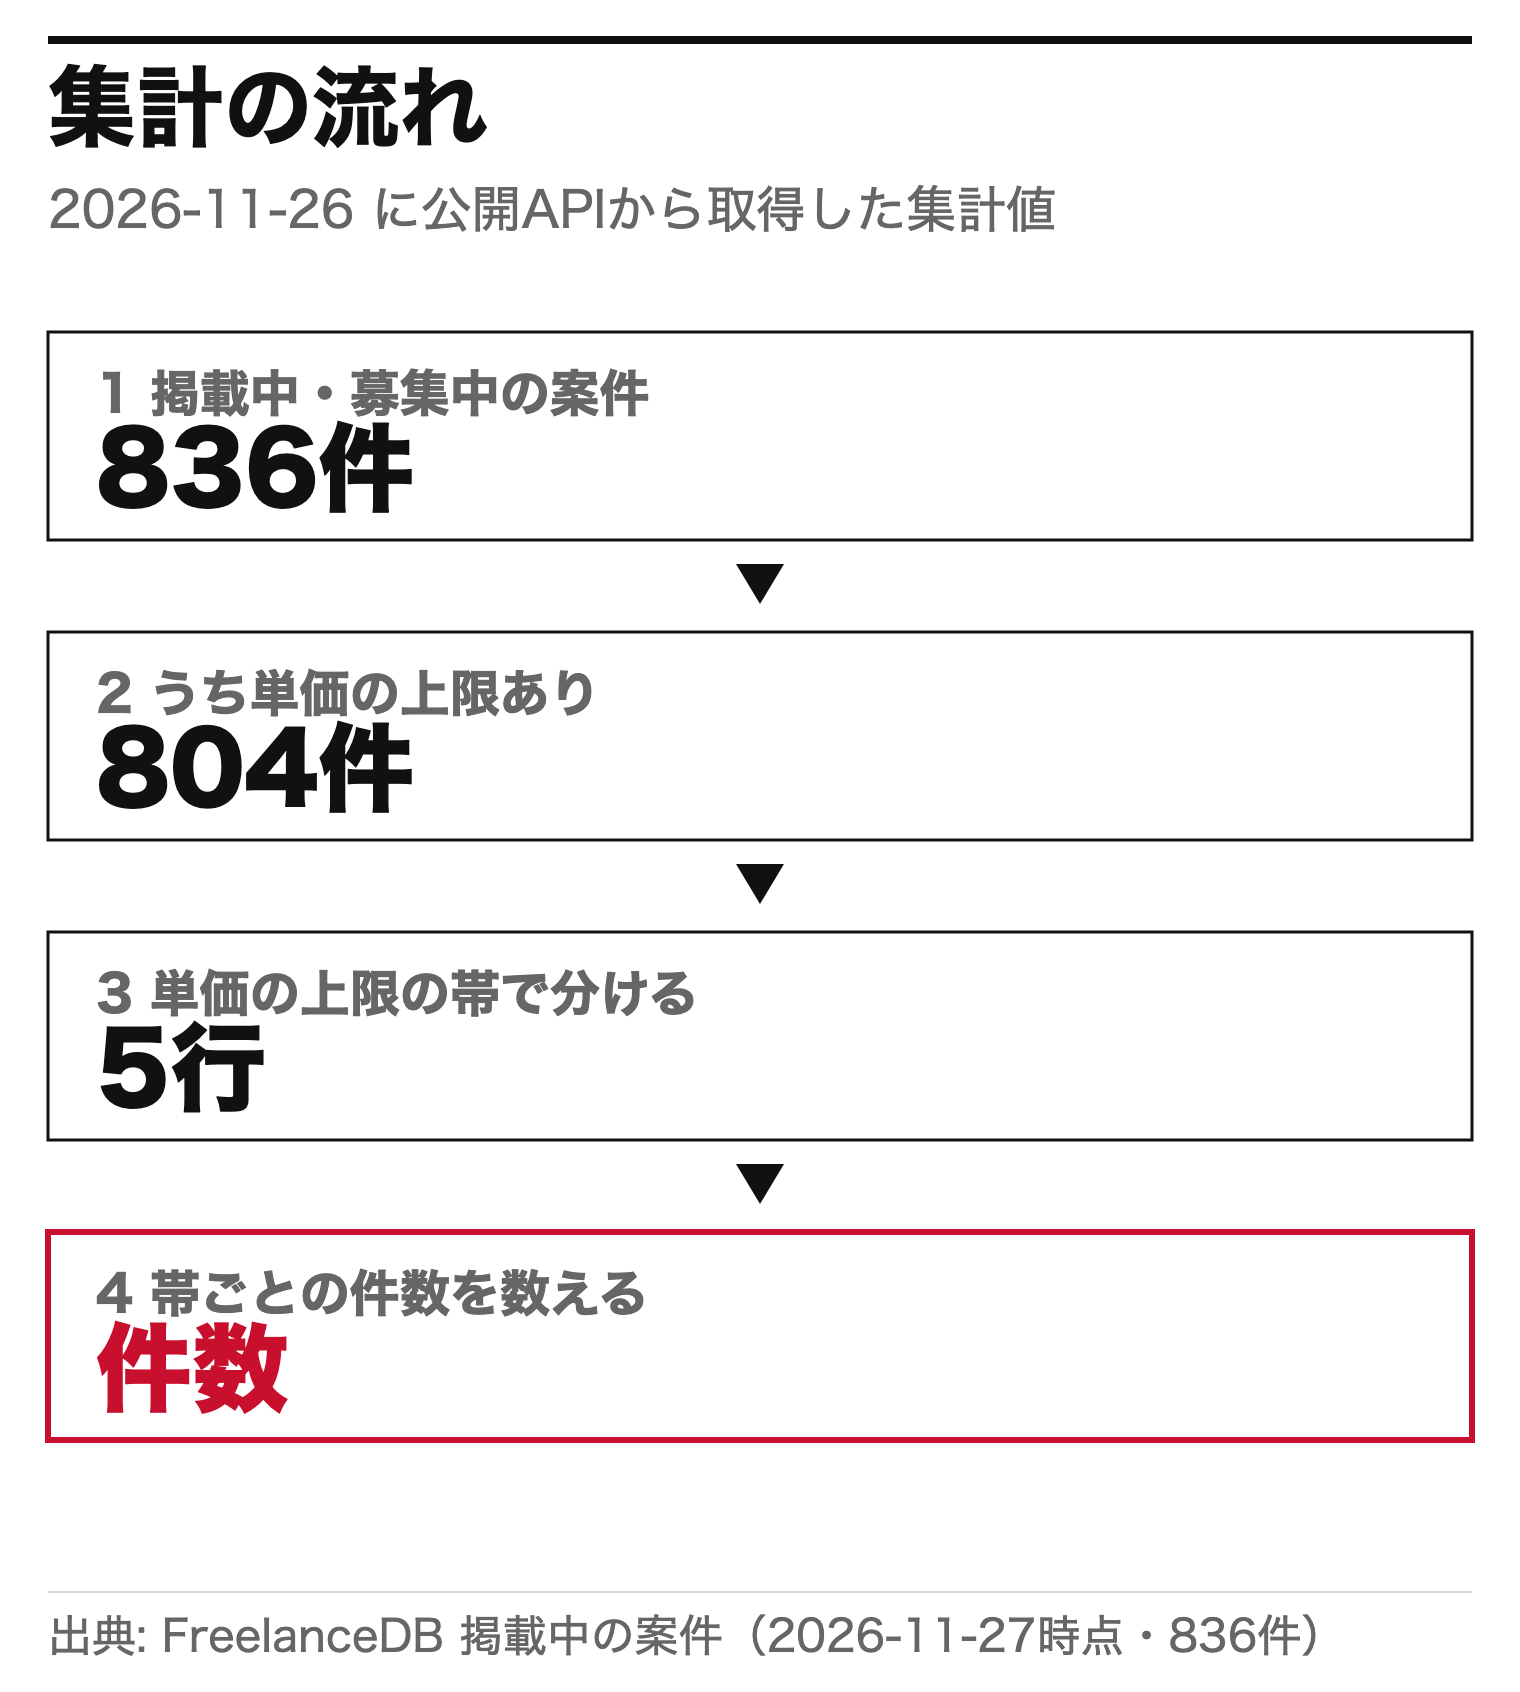 集計の流れ
2026-11-26 に公開APIから取得した集計値
1 掲載中・募集中の案件
836件
▼
2 うち単価の上限あり
804件
▼
3 単価の上限の帯で分ける
5行
▼
4 帯ごとの件数を数える
件数
出典: FreelanceDB 掲載中の案件（2026-11-27時点・836件）